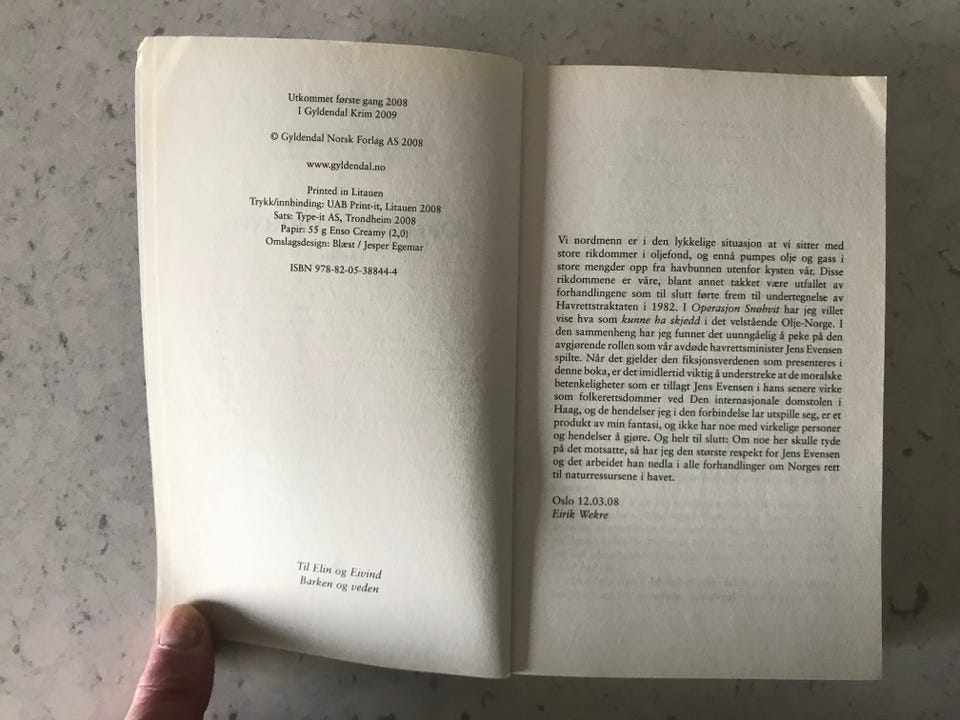 Utkommet første gang 2008
I Gyldendal Krim 2009
© Gyldendal Norsk Forlag AS 2008
www.gyldendal.no
Printed in Litauen
Trykk/innbinding: UAB Print-it, Litauen 2008
Sats: Type-it AS, Trondheim 2008
Papir: 55 g Enso Creamy (2,0)
Omslagsdesign: Blæst / Jesper Egemar
ISBN 978-82-05-38844-4
Til Elin og Eivind
Barken og veden
Vi nordmenn er i den lykkelige situasjon at vi sitter med
store rikdommer i oljefond, og ennå pumpes olje og gass i
store mengder opp fra havbunnen utenfor kysten vår. Disse
rikdommene er våre, blant annet takket være utfallet av
forhandlingene som til slutt førte frem til undertegnelse av
Havrettstraktaten i 1982. I Operasjon Snøhvit har jeg villet
vise hva som kunne ha skjedd i det velstående Olje-Norge. I
den sammenheng har jeg funnet det uunngåelig å peke på den
avgjørende rollen som vår avdøde havrettsminister Jens Evensen
spilte. Når det gjelder den fiksjonsverdenen som presenteres i
denne boka, er det imidlertid viktig å understreke at de moralske
betenkeligheter som er tillagt Jens Evensen i hans senere virke
som folkerettsdommer ved Den internasjonale domstolen i
Haag, og de hendelser jeg i den forbindelse lar utspille seg, er et
produkt av min fantasi, og ikke har noe med virkelige personer
og hendelser å gjøre. Og helt til slutt: Om noe her skulle tyde
på det motsatte, så har jeg den største respekt for Jens Evensen
og det arbeidet han nedla i alle forhandlinger om Norges rett
til naturressursene i havet.
Oslo 12.03.08
Eirik Wekre